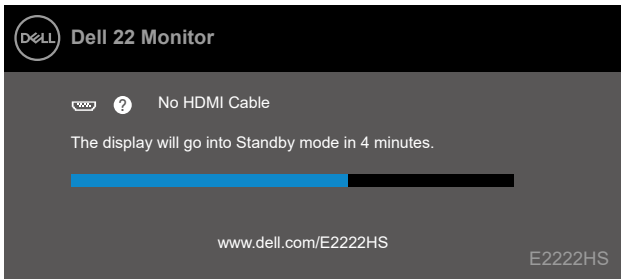 DELL
Dell 22 Monitor
? No HDMI Cable
The display will go into Standby mode in 4 minutes.
www.dell.com/E2222HS
E2222HS